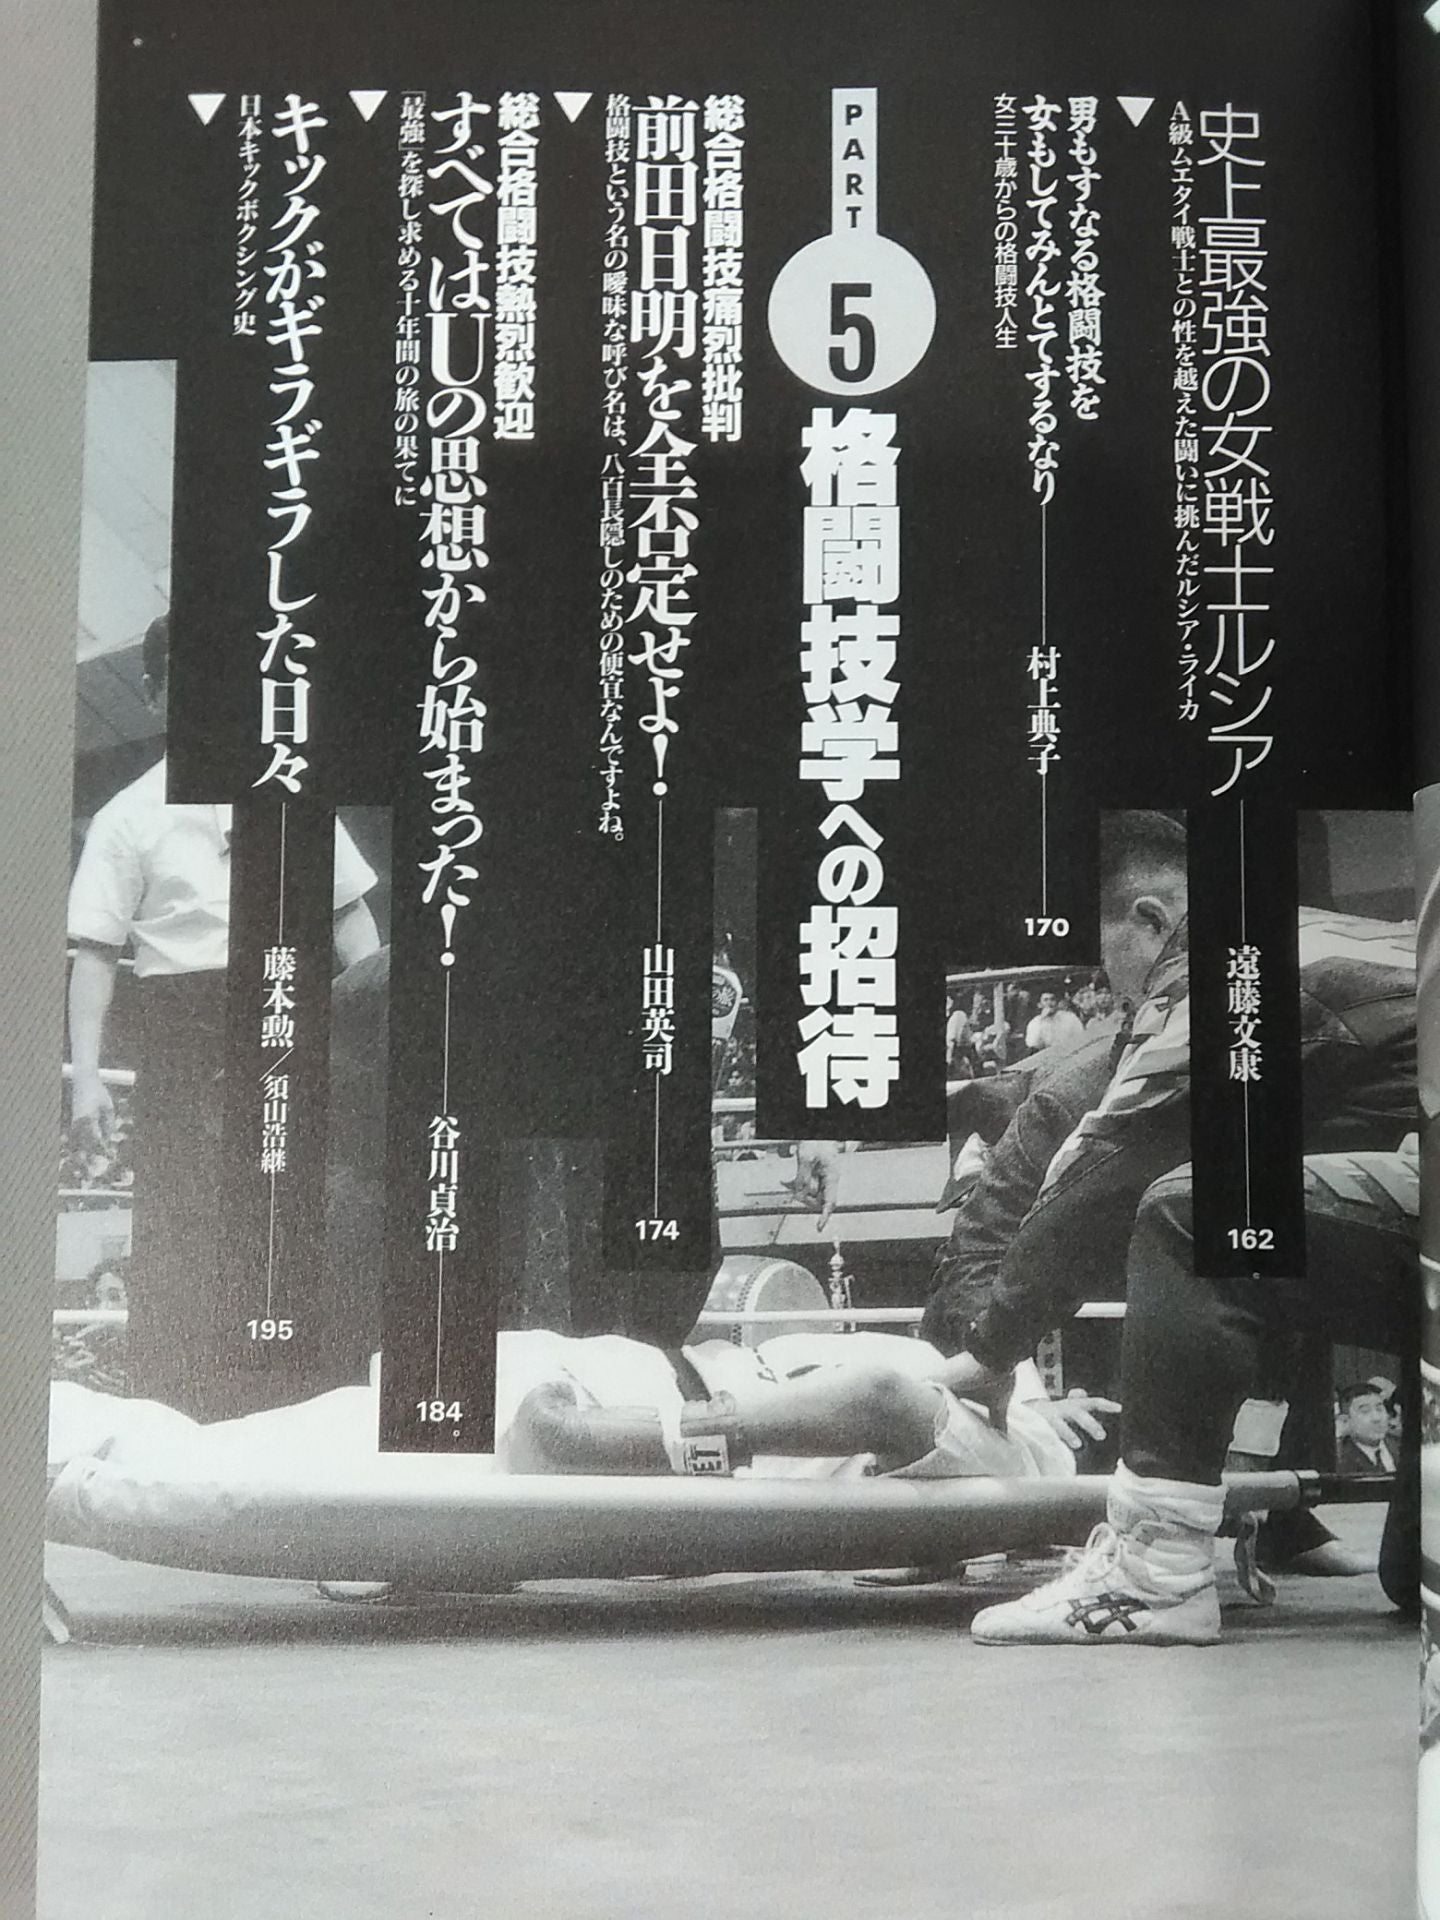 史上最強の女戦士ルシア
A級ムエタイ戦士との性を越えた闘いに挑んだルシア・ライカ
遠藤文康
162
男もすなる格闘技を
女もしてみんとてするなり
女三十歳からの格闘技人生
村上典子
170
PART
5
格闘技学への招待
総合格闘技痛烈批判
前田日明を全否定せよ!
格闘技という名の曖昧な呼び名は、八百長隠しのための便宜なんですよね。
山田英司
174
総合格闘技熱烈歓迎
すべてはUの思想から始まった!
「最強」を探し求める十年間の旅の果てに
谷川貞治
184
キックがギラギラした日々
日本キックボクシング史
藤本勲/須山浩継
195